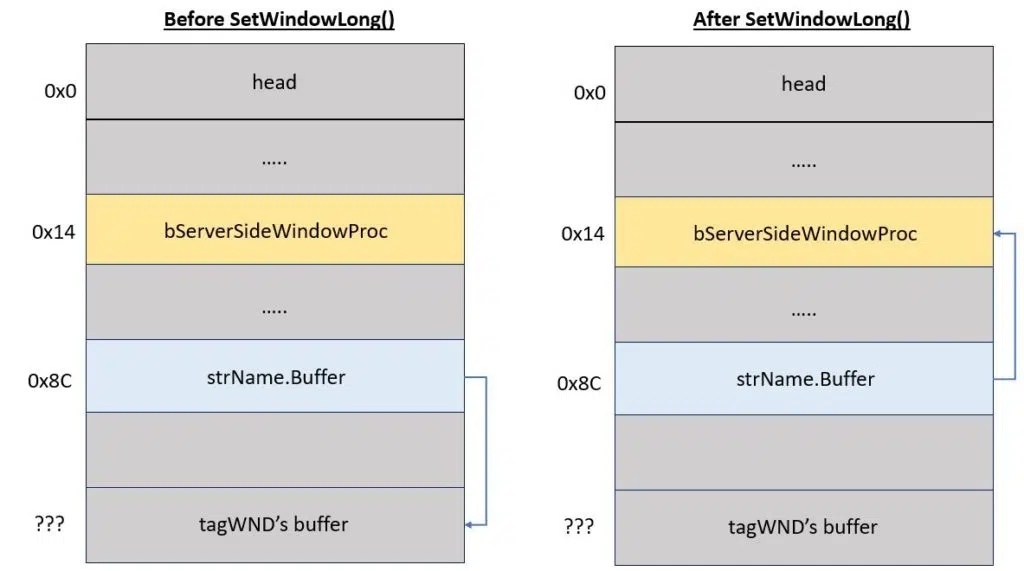 Before SetWindowLong()
0x0
head
.....
0x14
bServerSideWindowProc
.....
0x8C
strName.Buffer
???
tagWND’s buffer
After SetWindowLong()
0x0
head
.....
0x14
bServerSideWindowProc
.....
0x8C
strName.Buffer
???
tagWND’s buffer